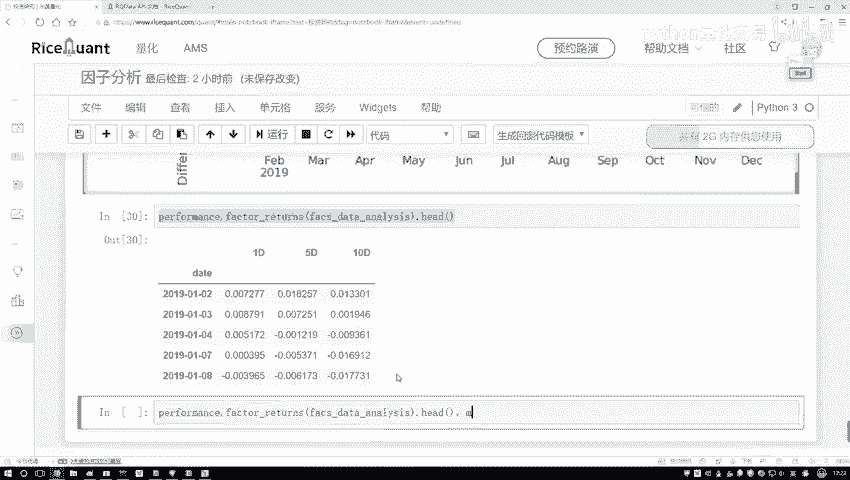 RQData API 文档 - RiceQuan
RiceQuant 量化 AMS 预约路演 帮助文档 社区
因子分析 最后检查: 2 小时前 (未保存改变)
文件 编辑 查看 插入 单元格 服务 Widgets 帮助 Python 3
运行 代码 生成回测代码模板 共有 2G 内存供您使用
Differ
Feb Mar Apr May Jun Jul Aug Sep Oct Nov Dec
2019
In [30]: performance.factor_returns(facs_data_analysis).head()
Out[30]:
1D 5D 10D
date
2019-01-02 0.007277 0.018257 0.013301
2019-01-03 0.008791 0.007251 0.001946
2019-01-04 0.005172 -0.001219 -0.009361
2019-01-07 0.000395 -0.005371 -0.016912
2019-01-08 -0.003965 -0.006173 -0.017731
In [ ]: performance.factor_returns(facs_data_analysis).head(). m